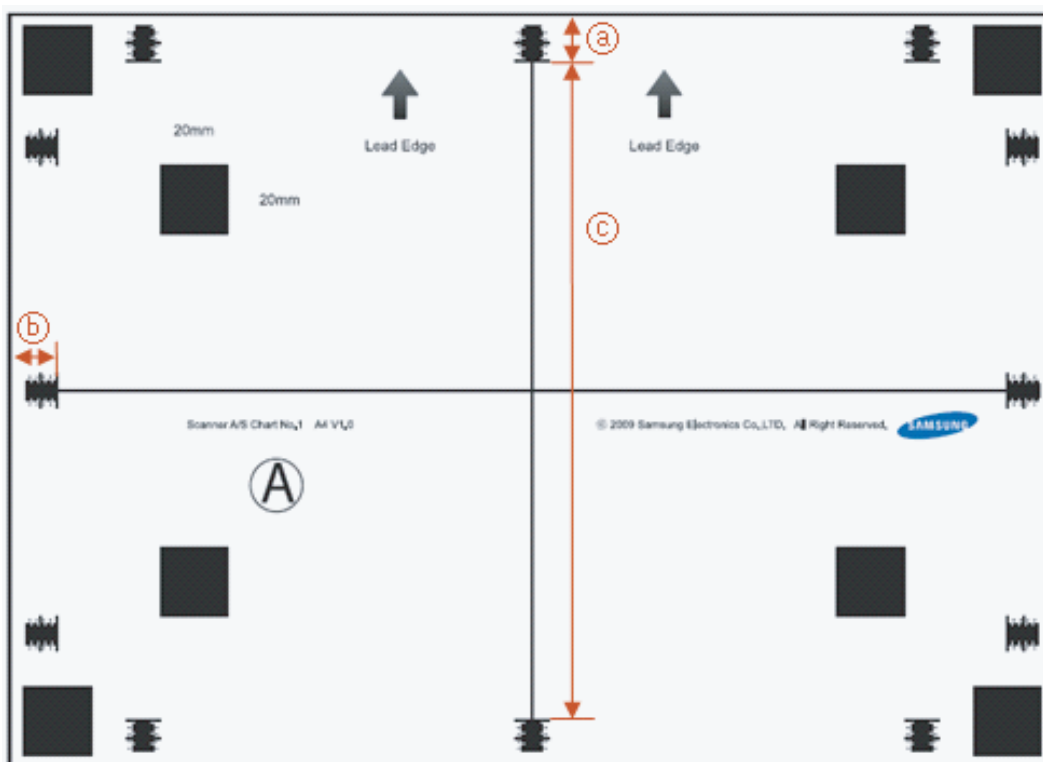 ⓐ
Lead Edge
Lead Edge
20mm
20mm
ⓒ
ⓑ
Scanner A/S Chart No,1 A4 V1,0
ⓒ 2009 Samsung Electronics Co,,LTD, All Right Reserved,
SAMSUNG
Ⓐ